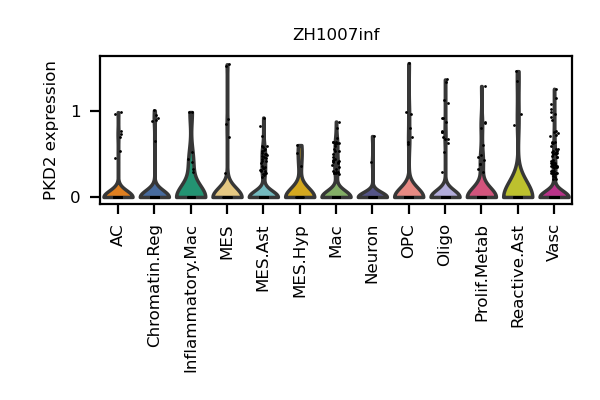 ZH1007inf
PKD2 expression
1
0
AC
Chromatin.Reg
Inflammatory.Mac
MES
MES.Ast
MES.Hyp
Mac
Neuron
OPC
Oligo
Prolif.Metab
Reactive.Ast
Vasc